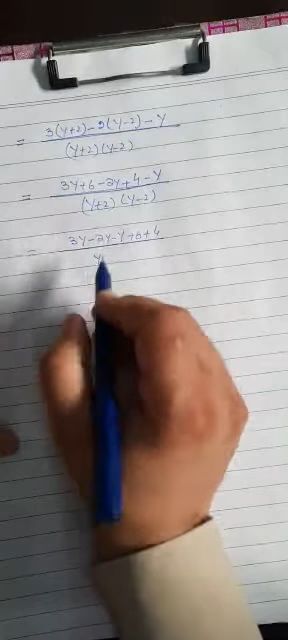 = 3(y+2)-2(y-2)-y / (y+2)(y-2)
= 3y+6-2y+4-y / (y+2)(y-2)
= 3y-2y-y+6+4 / y